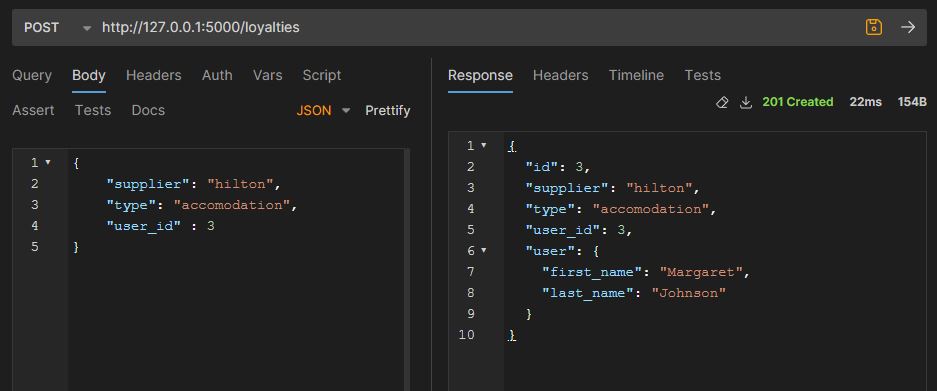 POST http://127.0.0.1:5000/loyalties
Query Body Headers Auth Vars Script
Assert Tests Docs JSON Prettify
1 {
2 "supplier": "hilton",
3 "type": "accomodation",
4 "user_id" : 3
5 }
Response Headers Timeline Tests
201 Created 22ms 154B
1 {
2 "id": 3,
3 "supplier": "hilton",
4 "type": "accomodation",
5 "user_id": 3,
6 "user": {
7 "first_name": "Margaret",
8 "last_name": "Johnson"
9 }
10 }